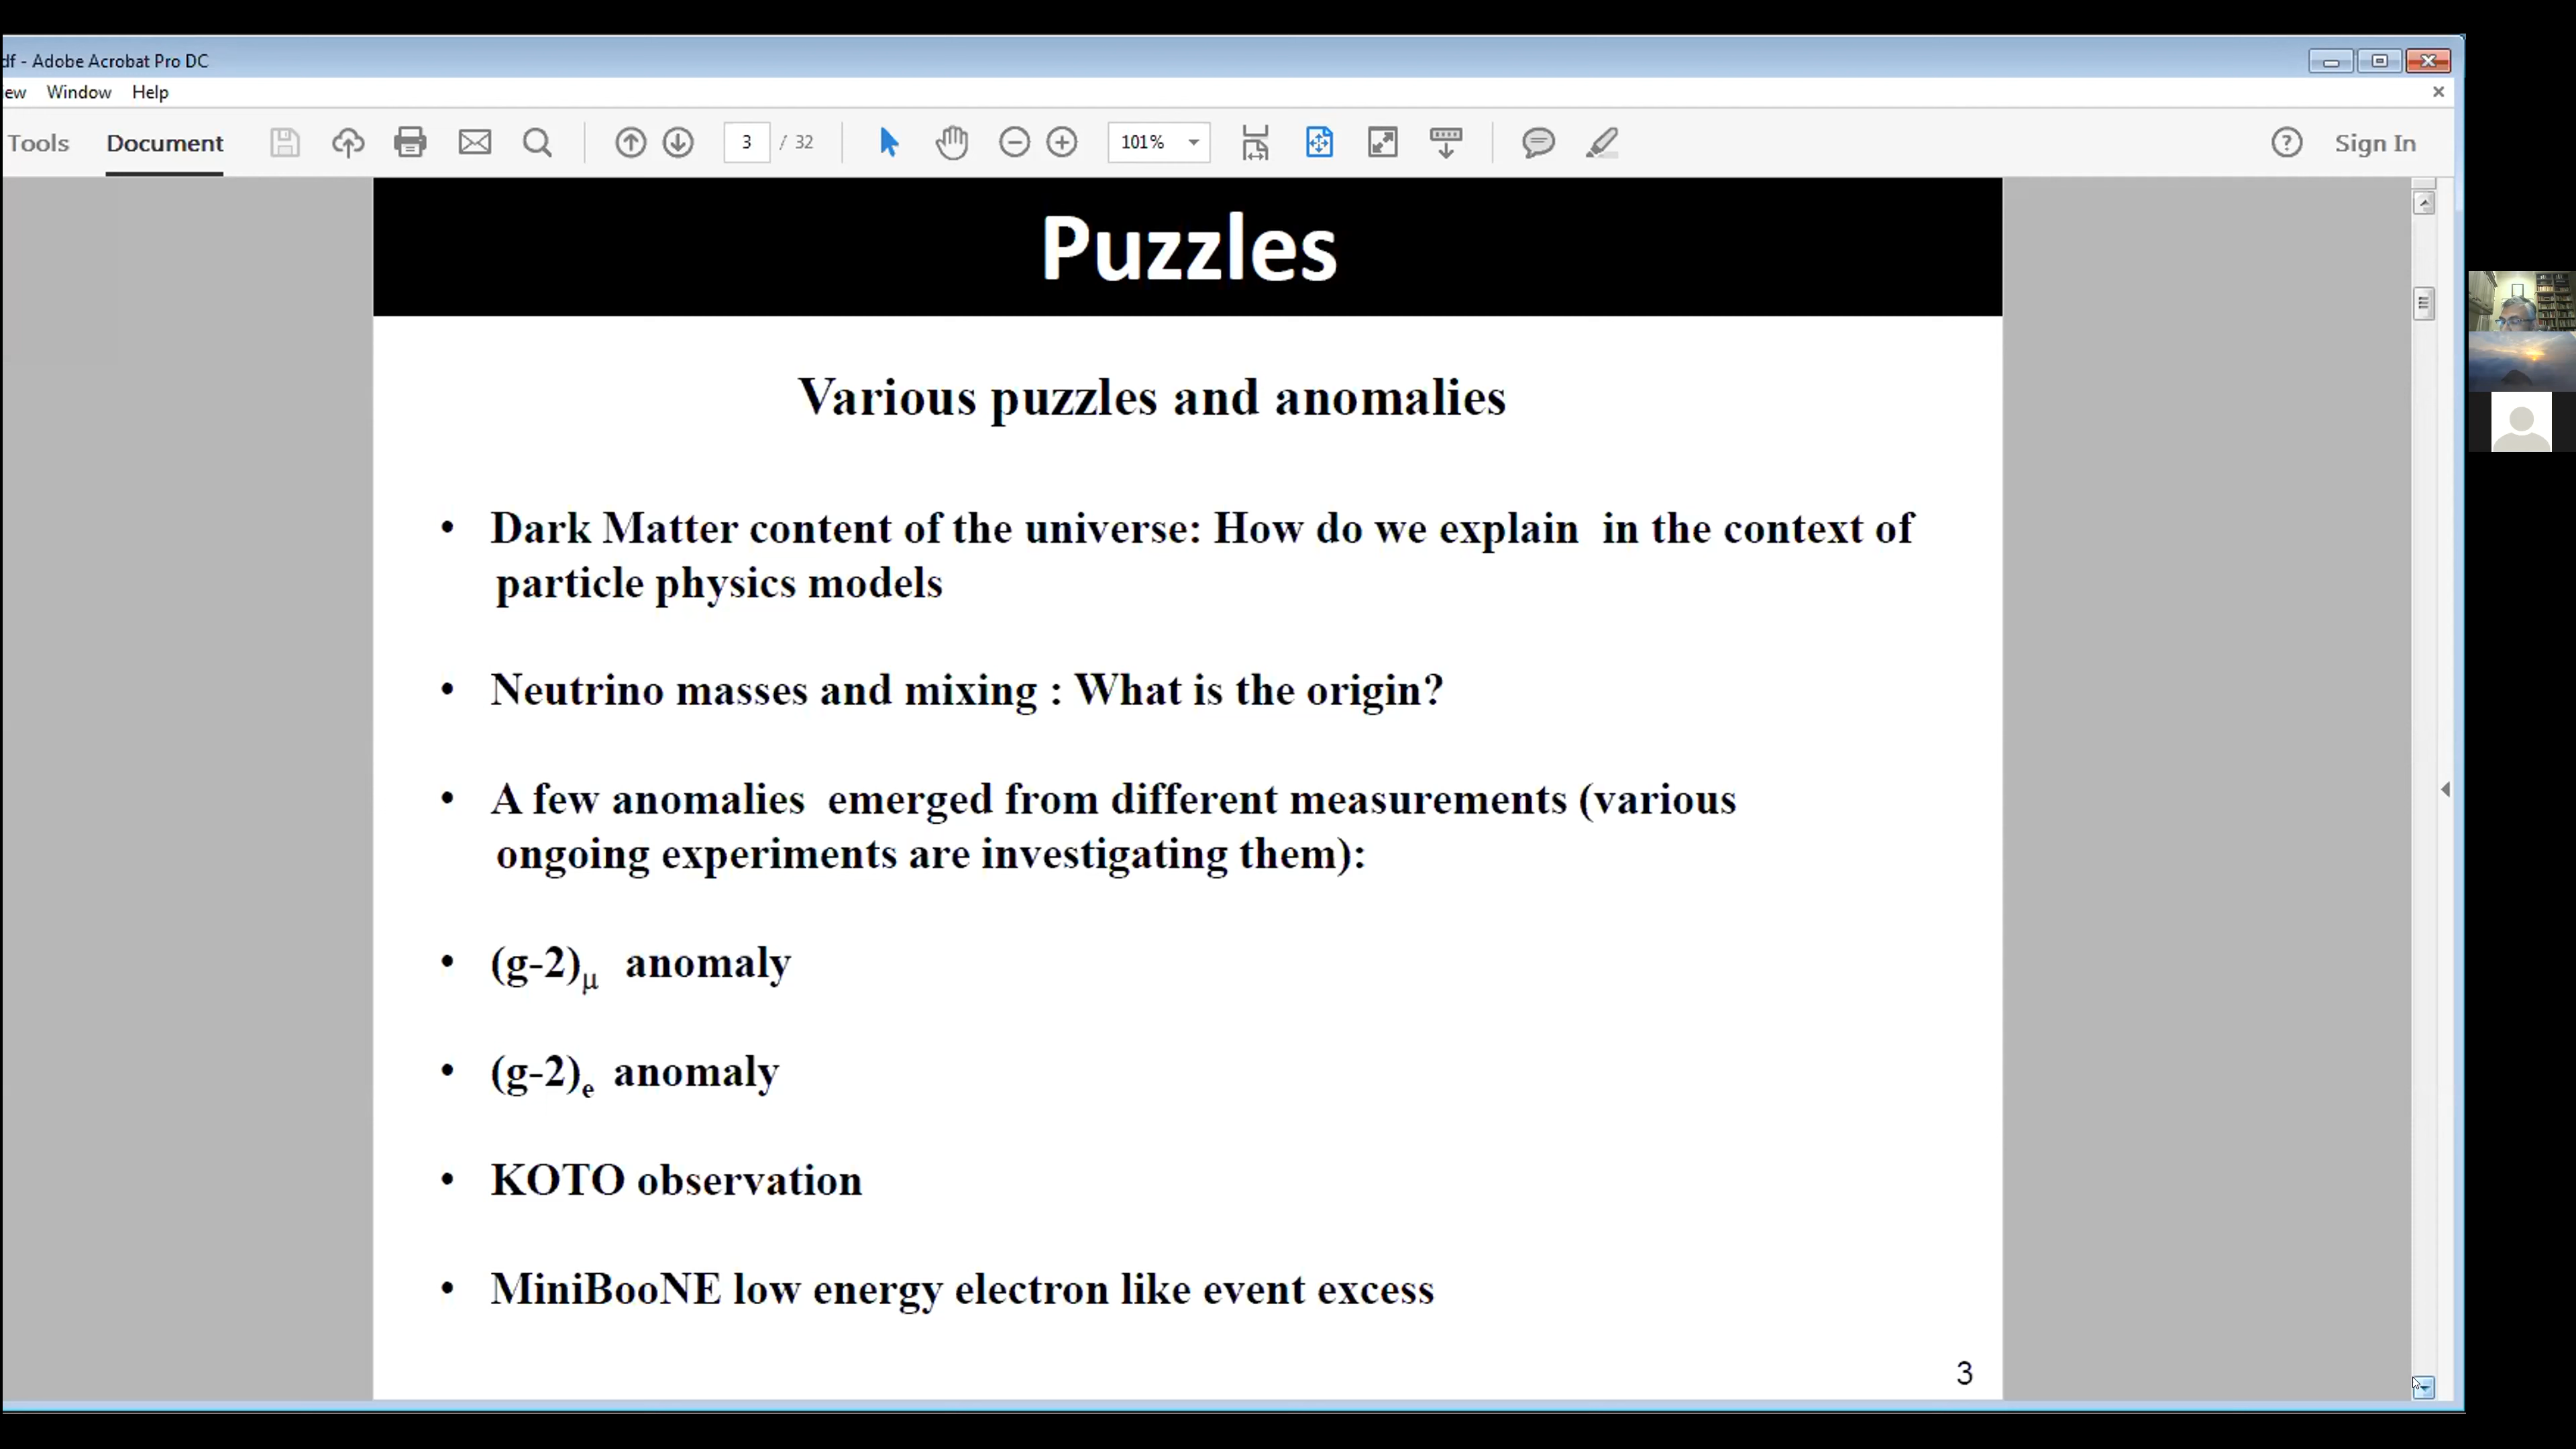 df - Adobe Acrobat Pro DC
ew Window Help
Tools Document 3 / 32 101% Sign In
Puzzles
Various puzzles and anomalies
• Dark Matter content of the universe: How do we explain in the context of
particle physics models
• Neutrino masses and mixing : What is the origin?
• A few anomalies emerged from different measurements (various
ongoing experiments are investigating them):
• (g-2)μ anomaly
• (g-2)e anomaly
• KOTO observation
• MiniBooNE low energy electron like event excess
3